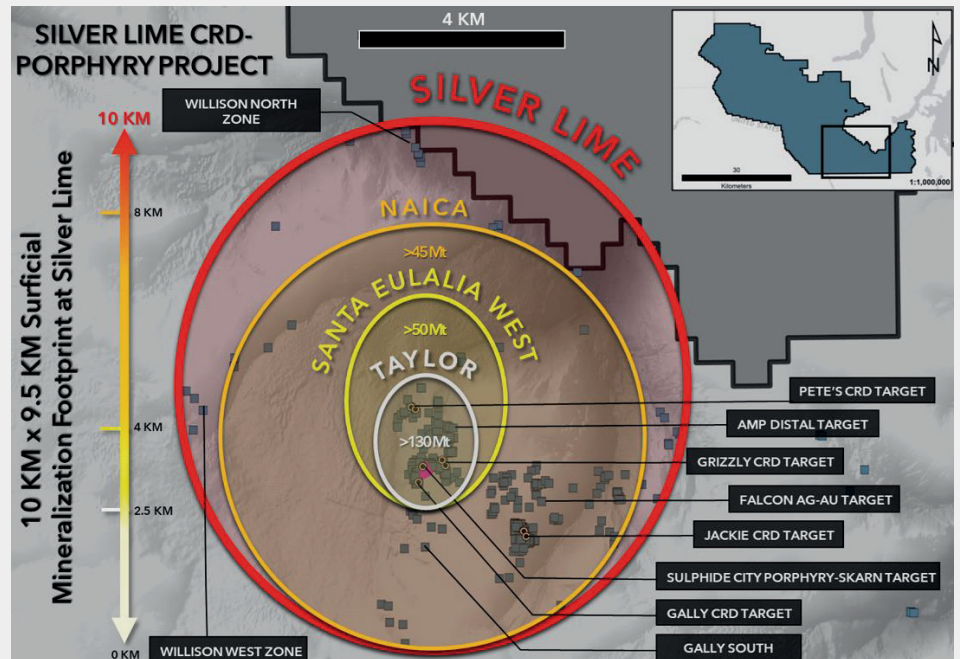 SILVER LIME CRD-
PORPHYRY PROJECT
4 KM
N
30
Kilometers
1:1,000,000
WILLISON NORTH
ZONE
SILVER LIME
10 KM
10 KM x 9.5 KM Surficial
Mineralization Footprint at Silver Lime
8 KM
NAICA
>45Mt
SANTA EULALIA WEST
>50Mt
TAYLOR
>130Mt
4 KM
2.5 KM
0 KM
PETE'S CRD TARGET
AMP DISTAL TARGET
GRIZZLY CRD TARGET
FALCON AG-AU TARGET
JACKIE CRD TARGET
SULPHIDE CITY PORPHYRY-SKARN TARGET
GALLY CRD TARGET
GALLY SOUTH
WILLISON WEST ZONE